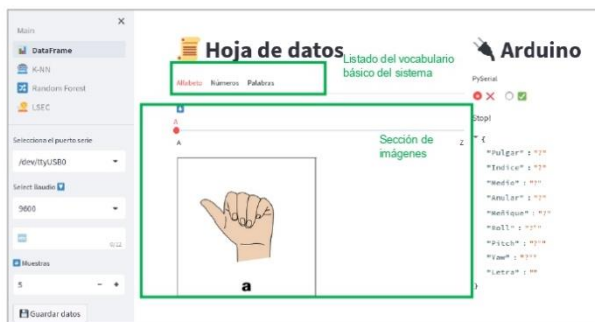 Main
DataFrame
K-NN
Random Forest
LSEC
Selecciona el puerto serie
/dev/ttyUSB0
Select Baudio
9600
0/12
Muestras
5
- +
Guardar datos
Hoja de datos
Listado del vocabulario
básico del sistema
Alfabeto Números Palabras
A
A Z
Sección de
imágenes
a
Arduino
PySerial
Stop!
{
"Pulgar" : "?"
"Indice" : "?"
"Medio" : "?"
"Anular" : "?"
"Meñique" : "?"
"Roll" : "?"
"Pitch" : "?"
"Yaw" : "?"
"Letra" : ""
}